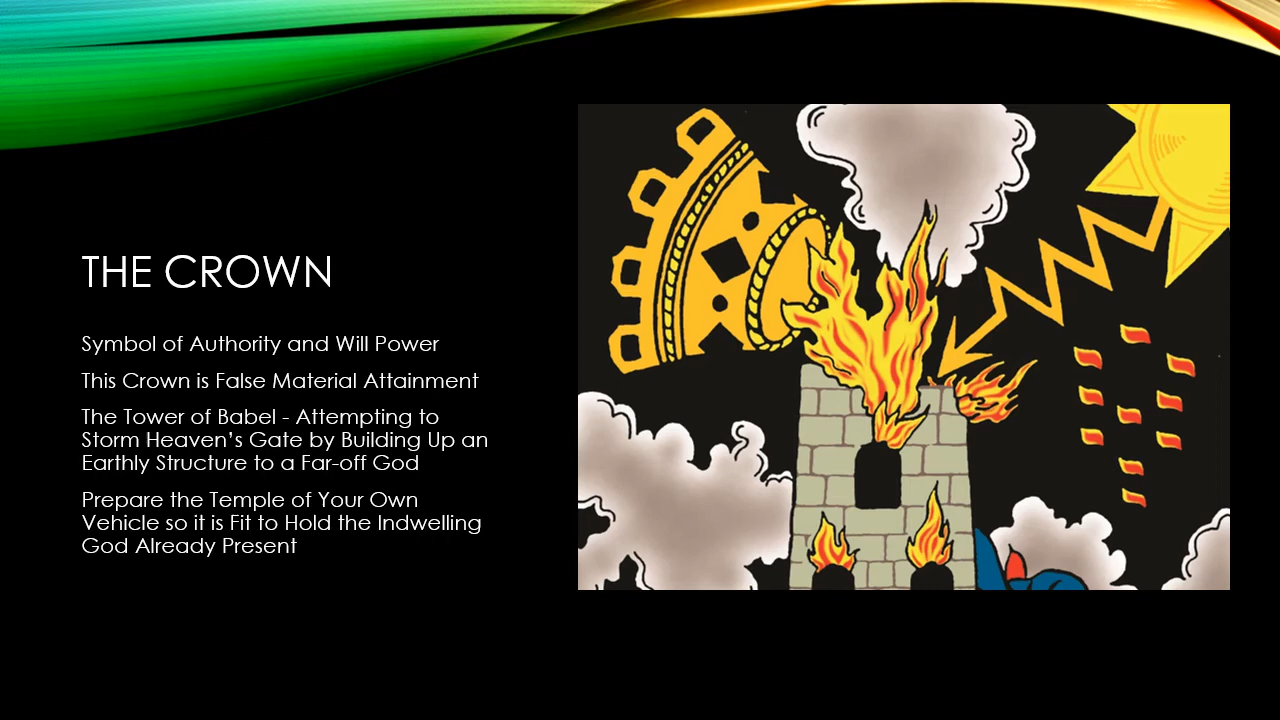 THE CROWN
Symbol of Authority and Will Power
This Crown is False Material Attainment
The Tower of Babel - Attempting to
Storm Heaven’s Gate by Building Up an
Earthly Structure to a Far-off God
Prepare the Temple of Your Own
Vehicle so it is Fit to Hold the Indwelling
God Already Present